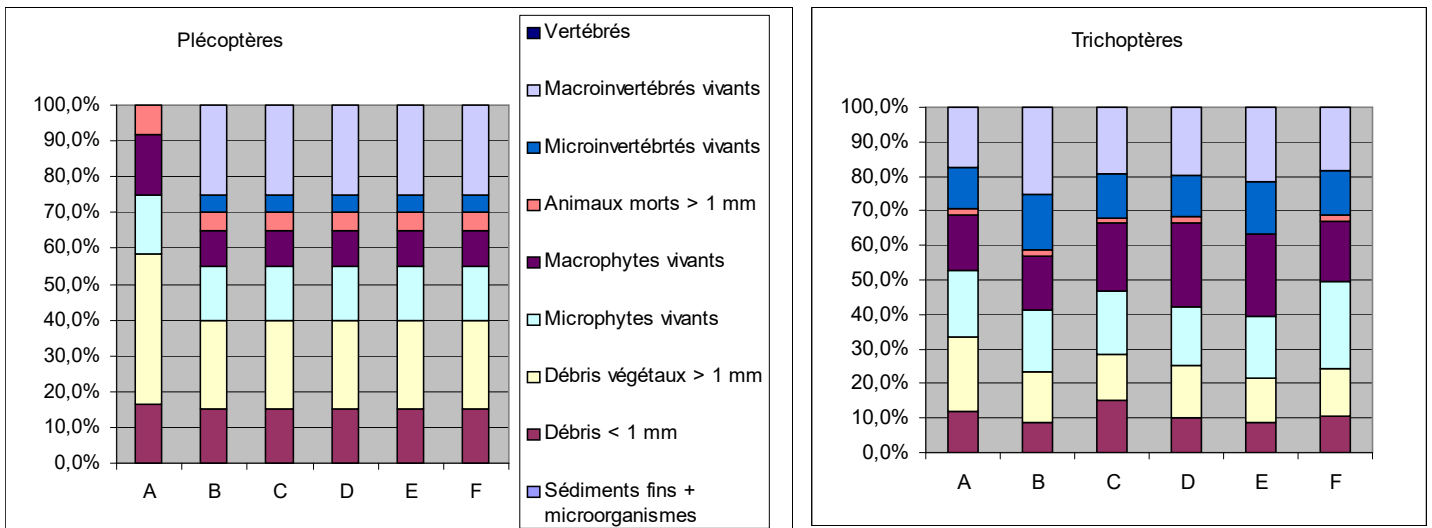 Plécoptères
100,0%
90,0%
80,0%
70,0%
60,0%
50,0%
40,0%
30,0%
20,0%
10,0%
0,0%
A B C D E F
Vertébrés
Macroinvertébrés vivants
Microinvertébrtés vivants
Animaux morts > 1 mm
Macrophytes vivants
Microphytes vivants
Débris végétaux > 1 mm
Débris < 1 mm
Sédiments fins +
microorganismes
Trichoptères
100,0%
90,0%
80,0%
70,0%
60,0%
50,0%
40,0%
30,0%
20,0%
10,0%
0,0%
A B C D E F